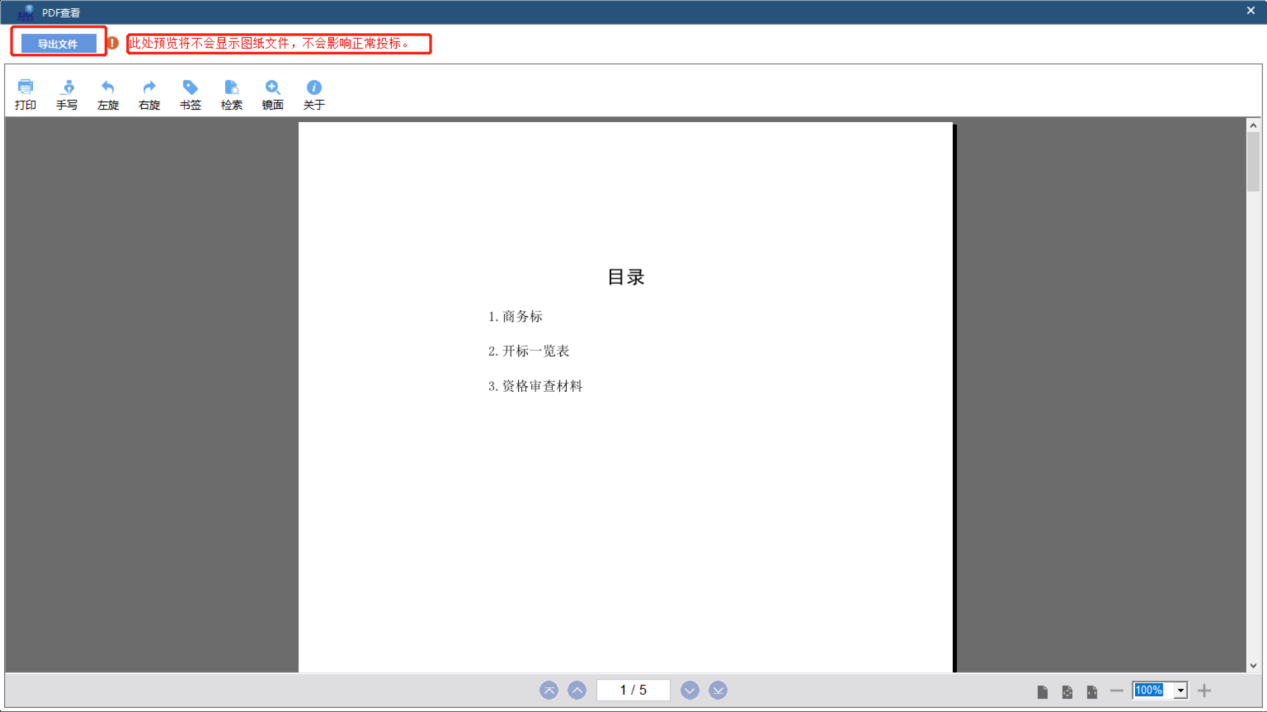 PDF查看
导出文件
此处预览将不会显示图纸文件，不会影响正常投标。
打印 手写 左旋 右旋 书签 检索 镜面 关于
目录
1.商务标
2.开标一览表
3.资格审查材料
1 / 5
100%